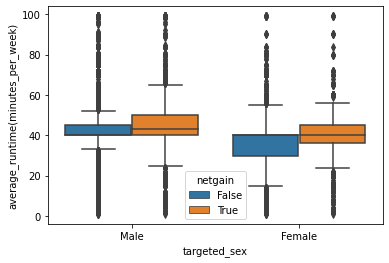 100
80
60
40
20
0
average_runtime(minutes_per_week)
netgain
False
True
Male
Female
targeted_sex